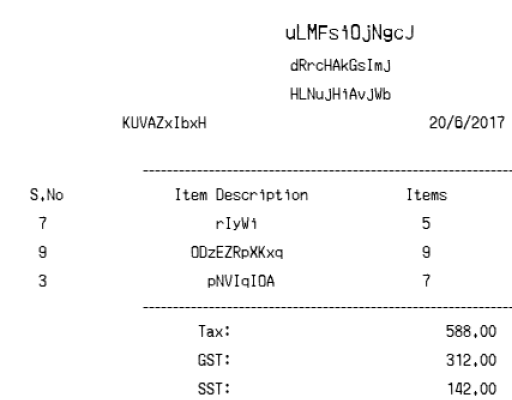 uLMFsiOjNgcJ
dRrcHAkGsImJ
HLNujHiAvjWb
KUVAZxIbxH 20/6/2017
S.No Item Description Items
7 rIyWi 5
9 ODzEZRpXKxq 9
3 pNVIqIOA 7
Tax: 588.00
GST: 312.00
SST: 142.00